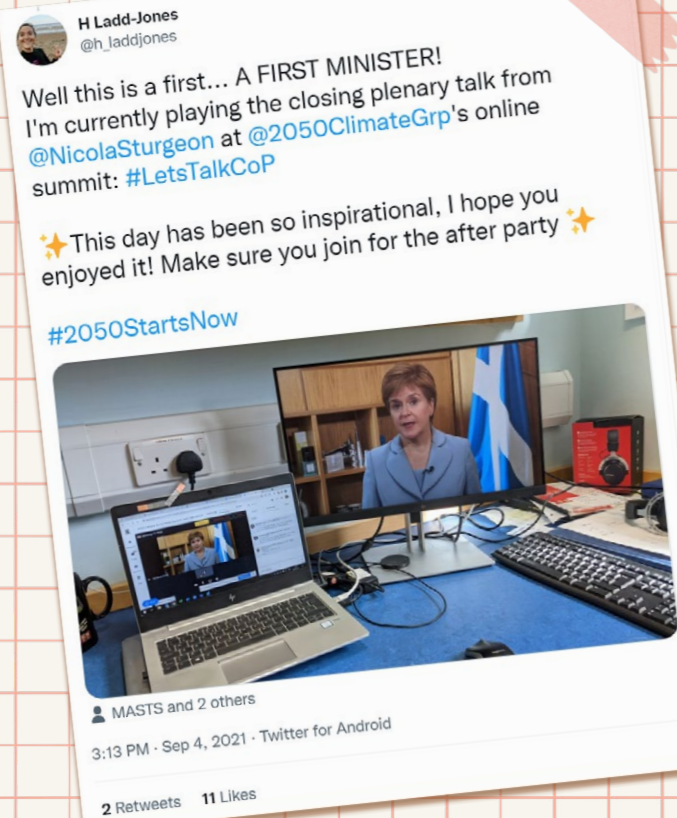 H Ladd-Jones
@h_laddjones
Well this is a first... A FIRST MINISTER!
I'm currently playing the closing plenary talk from
@NicolaSturgeon at @2050ClimateGrp's online
summit: #LetsTalkCoP
✨This day has been so inspirational, I hope you
enjoyed it! Make sure you join for the after party ✨
#2050StartsNow
MASTS and 2 others
3:13 PM · Sep 4, 2021 · Twitter for Android
2 Retweets 11 Likes